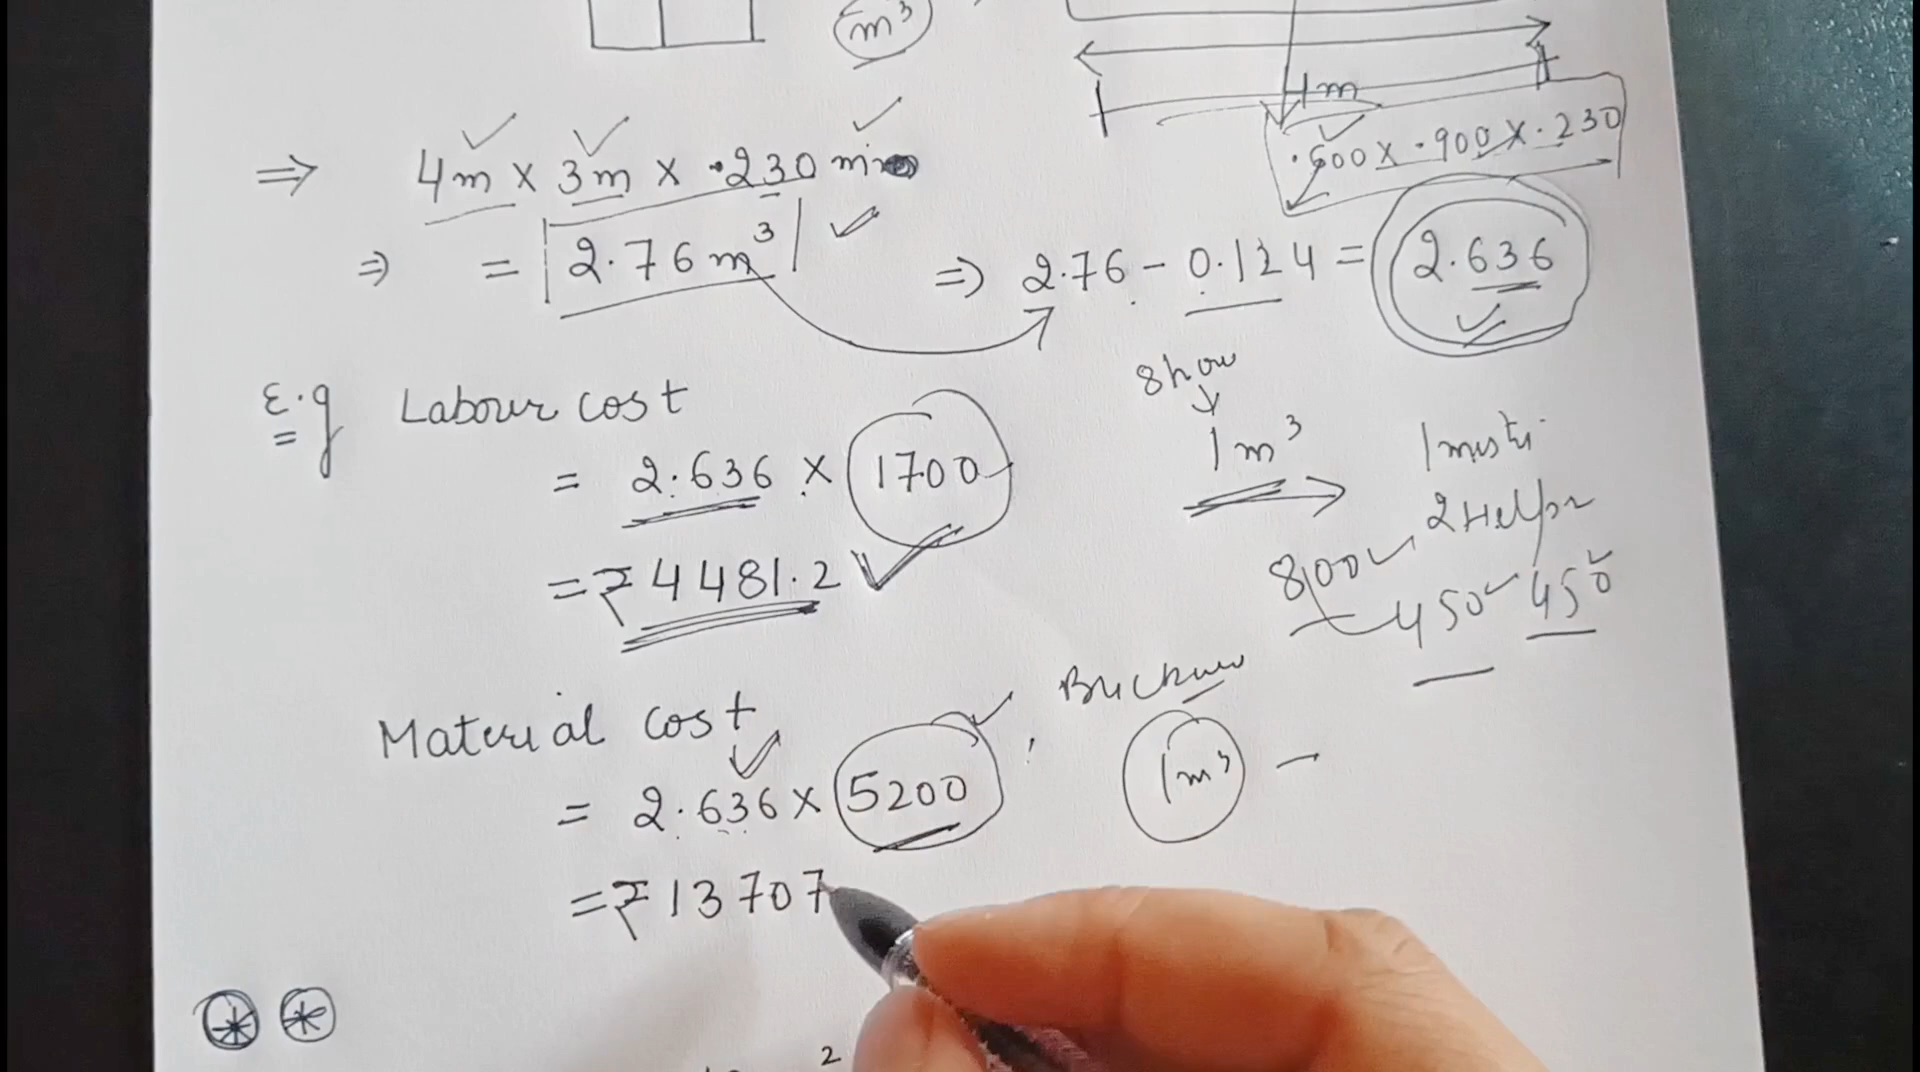 m³
4m
⇒ 4m x 3m x .230 m
.600 x .900 x .230
⇒ = 2.76 m³
⇒ 2.76 - 0.124 = 2.636
E.g Labour cost
= 2.636 x 1700
= ₹ 4481.2
8 hour
1 m³
1 mistri
2 Helper
800 450 450
Material cost
= 2.636 x 5200
= ₹ 13707
1m³ -
2